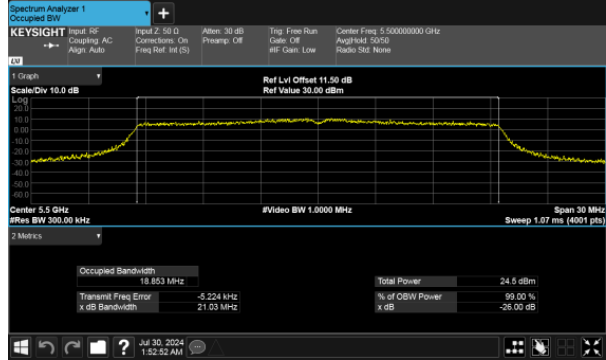 Spectrum Analyzer 1
Occupied BW
KEYSIGHT
Input: RF
Coupling: AC
Align: Auto
Input Z: 50 Ω
Corrections: On
Freq Ref: Int (S)
Atten: 30 dB
Preamp: Off
Trig: Free Run
Gate: Off
#IF Gain: Low
Center Freq: 5.500000000 GHz
Avg|Hold: 50/50
Radio Std: None
LM
1 Graph
Scale/Div 10.0 dB
Ref Lvl Offset 11.50 dB
Ref Value 30.00 dBm
Log
20.0
10.0
0.00
-10.0
-20.0
-30.0
-40.0
-50.0
-60.0
Center 5.5 GHz
#Res BW 300.00 kHz
#Video BW 1.0000 MHz
Span 30 MHz
Sweep 1.07 ms (4001 pts)
2 Metrics
Occupied Bandwidth
18.853 MHz
Total Power 24.5 dBm
Transmit Freq Error -5.224 kHz
% of OBW Power 99.00 %
x dB Bandwidth 21.03 MHz
x dB -26.00 dB
?
Jul 30, 2024
1:52:52 AM